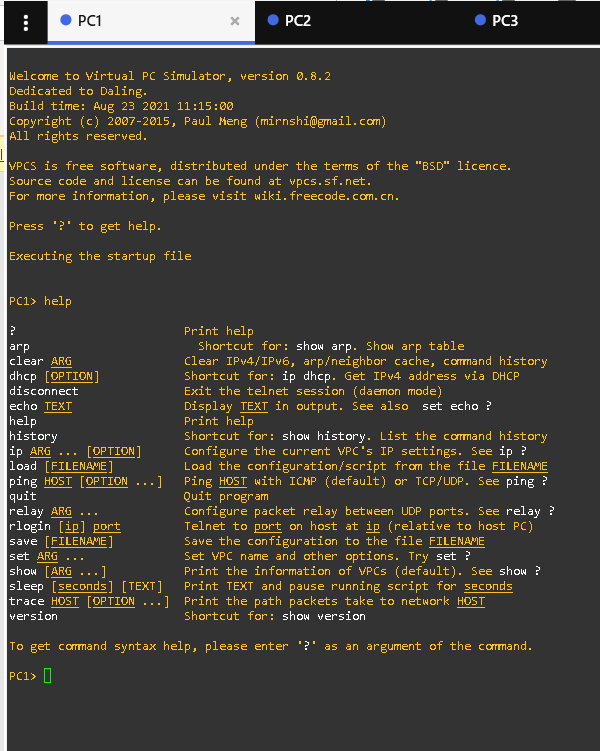 PC1 × PC2 PC3
Welcome to Virtual PC Simulator, version 0.8.2
Dedicated to Daling.
Build time: Aug 23 2021 11:15:00
Copyright (c) 2007-2015, Paul Meng (mirnshi@gmail.com)
All rights reserved.
VPCS is free software, distributed under the terms of the "BSD" licence.
Source code and license can be found at vpcs.sf.net.
For more information, please visit wiki.freecode.com.cn.
Press '?' to get help.
Executing the startup file
PC1> help
? Print help
arp Shortcut for: show arp. Show arp table
clear ARG Clear IPv4/IPv6, arp/neighbor cache, command history
dhcp [OPTION] Shortcut for: ip dhcp. Get IPv4 address via DHCP
disconnect Exit the telnet session (daemon mode)
echo TEXT Display TEXT in output. See also set echo ?
help Print help
history Shortcut for: show history. List the command history
ip ARG ... [OPTION] Configure the current VPC's IP settings. See ip ?
load [FILENAME] Load the configuration/script from the file FILENAME
ping HOST [OPTION ...] Ping HOST with ICMP (default) or TCP/UDP. See ping ?
quit Quit program
relay ARG ... Configure packet relay between UDP ports. See relay ?
rlogin [ip] port Telnet to port on host at ip (relative to host PC)
save [FILENAME] Save the configuration to the file FILENAME
set ARG ... Set VPC name and other options. Try set ?
show [ARG ...] Print the information of VPCs (default). See show ?
sleep [seconds] [TEXT] Print TEXT and pause running script for seconds
trace HOST [OPTION ...] Print the path packets take to network HOST
version Shortcut for: show version
To get command syntax help, please enter '?' as an argument of the command.
PC1>